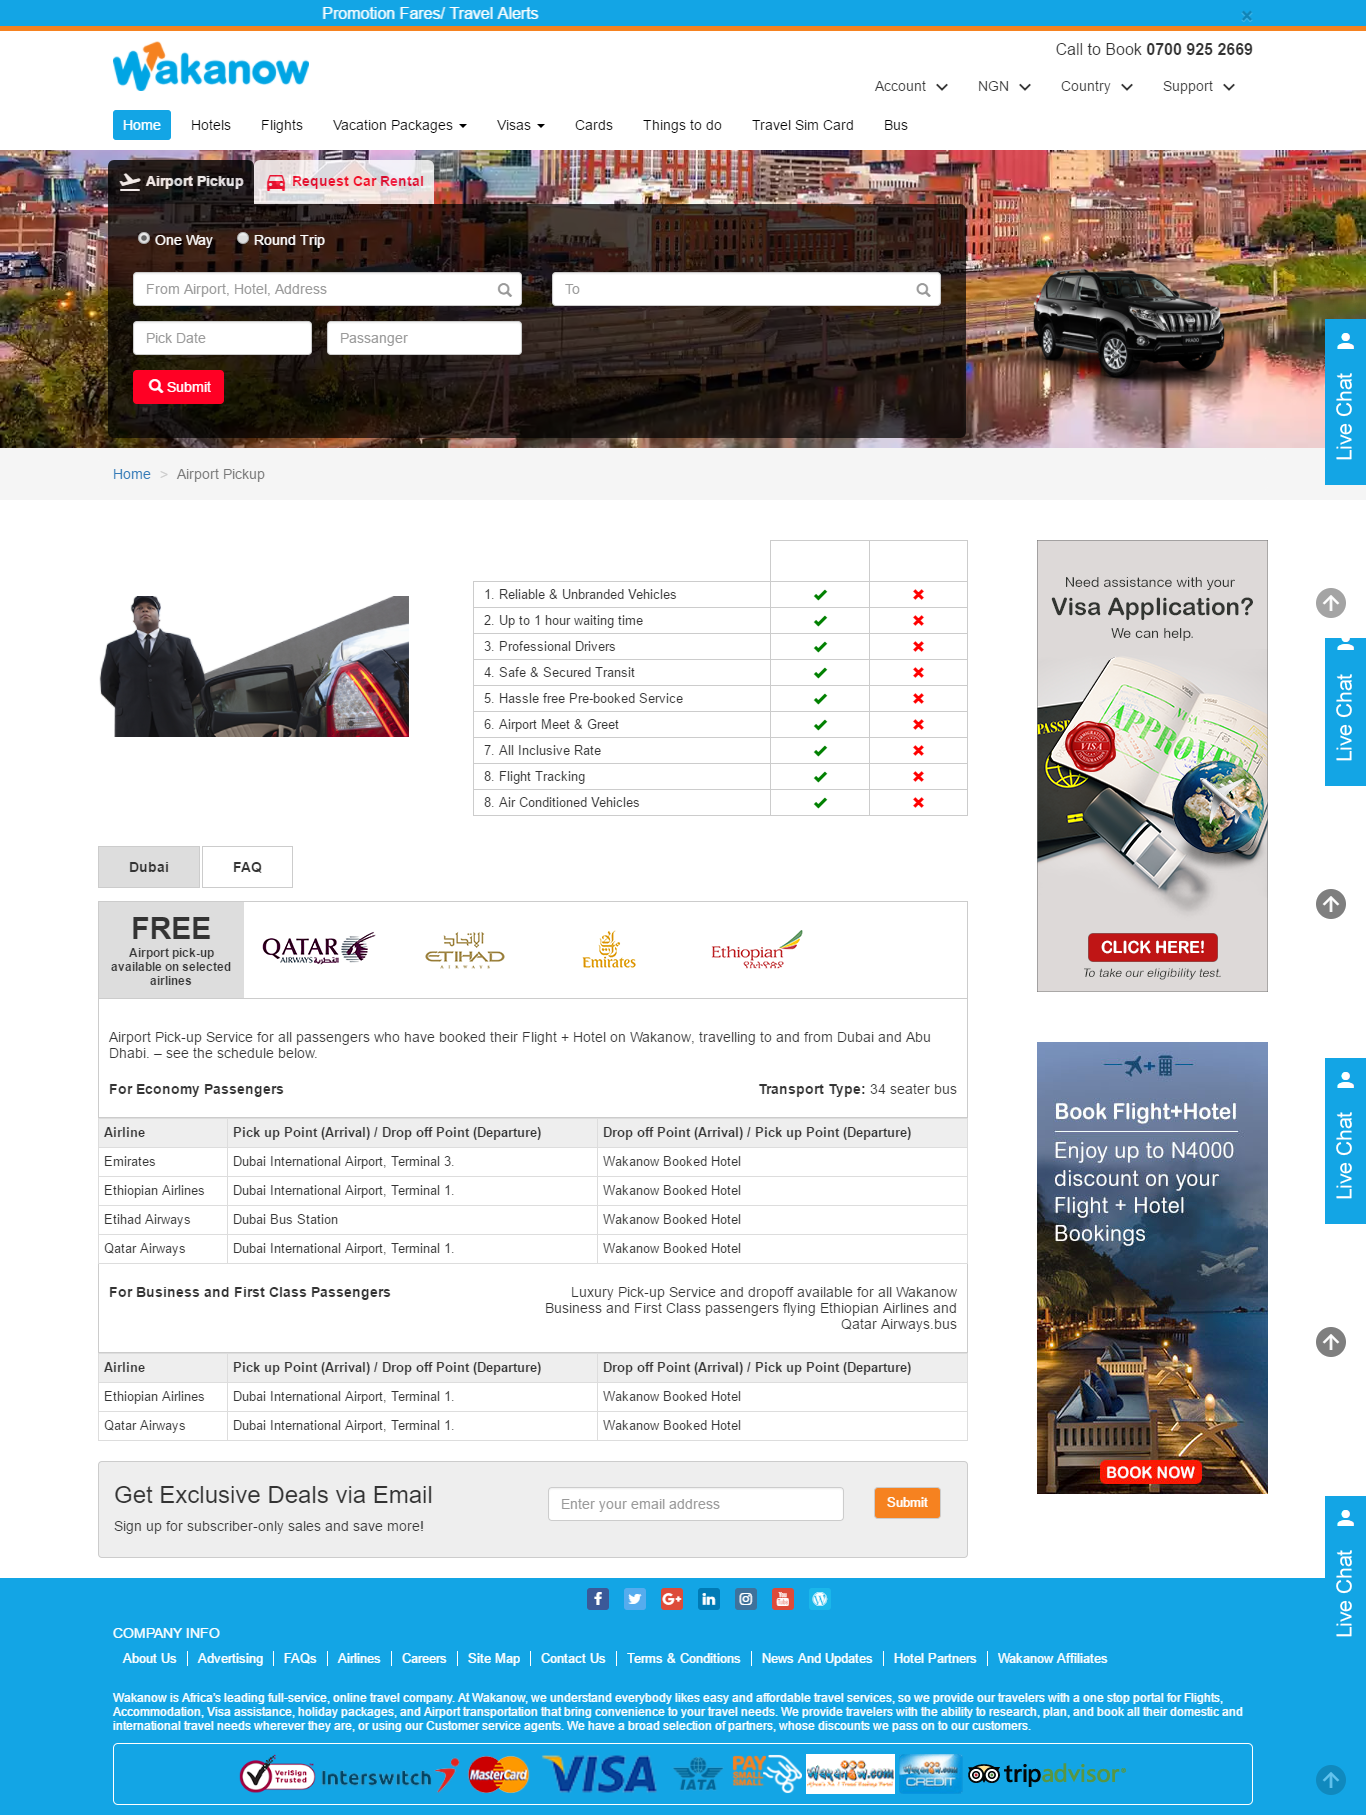 Promotion Fares/ Travel Alerts
×
Wakanow
Call to Book 0700 925 2669
Account NGN Country Support
Home Hotels Flights Vacation Packages Visas Cards Things to do Travel Sim Card Bus
Airport Pickup Request Car Rental
One Way Round Trip
From Airport, Hotel, Address To
Pick Date Passanger
Submit
Live Chat
Home > Airport Pickup
1. Reliable & Unbranded Vehicles
2. Up to 1 hour waiting time
3. Professional Drivers
4. Safe & Secured Transit
5. Hassle free Pre-booked Service
6. Airport Meet & Greet
7. All Inclusive Rate
8. Flight Tracking
8. Air Conditioned Vehicles
Need assistance with your
Visa Application?
We can help.
APPROVED
VISA
CLICK HERE!
To take our eligibility test.
Live Chat
Dubai FAQ
FREE
Airport pick-up
available on selected
airlines
QATAR
AIRWAYS القطرية
الإتحاد
ETIHAD
AIRWAYS
Emirates
Ethiopian
የኢትዮጵያ
Airport Pick-up Service for all passengers who have booked their Flight + Hotel on Wakanow, travelling to and from Dubai and Abu
Dhabi. – see the schedule below.
For Economy Passengers Transport Type: 34 seater bus
Airline Pick up Point (Arrival) / Drop off Point (Departure) Drop off Point (Arrival) / Pick up Point (Departure)
Emirates Dubai International Airport, Terminal 3. Wakanow Booked Hotel
Ethiopian Airlines Dubai International Airport, Terminal 1. Wakanow Booked Hotel
Etihad Airways Dubai Bus Station Wakanow Booked Hotel
Qatar Airways Dubai International Airport, Terminal 1. Wakanow Booked Hotel
For Business and First Class Passengers
Luxury Pick-up Service and dropoff available for all Wakanow
Business and First Class passengers flying Ethiopian Airlines and
Qatar Airways.bus
Airline Pick up Point (Arrival) / Drop off Point (Departure) Drop off Point (Arrival) / Pick up Point (Departure)
Ethiopian Airlines Dubai International Airport, Terminal 1. Wakanow Booked Hotel
Qatar Airways Dubai International Airport, Terminal 1. Wakanow Booked Hotel
Book Flight+Hotel
Enjoy up to N4000
discount on your
Flight + Hotel
Bookings
BOOK NOW
Live Chat
Get Exclusive Deals via Email
Sign up for subscriber-only sales and save more!
Enter your email address Submit
Live Chat
COMPANY INFO
About Us Advertising FAQs Airlines Careers Site Map Contact Us Terms & Conditions News And Updates Hotel Partners Wakanow Affiliates
Wakanow is Africa's leading full-service, online travel company. At Wakanow, we understand everybody likes easy and affordable travel services, so we provide our travelers with a one stop portal for Flights,
Accommodation, Visa assistance, holiday packages, and Airport transportation that bring convenience to your travel needs. We provide travelers with the ability to research, plan, and book all their domestic and
international travel needs wherever they are, or using our Customer service agents. We have a broad selection of partners, whose discounts we pass on to our customers.
VeriSign Trusted Interswitch MasterCard VISA IATA PAY SMALL SMALL wakanow.com wakanow.com CREDIT tripadvisor